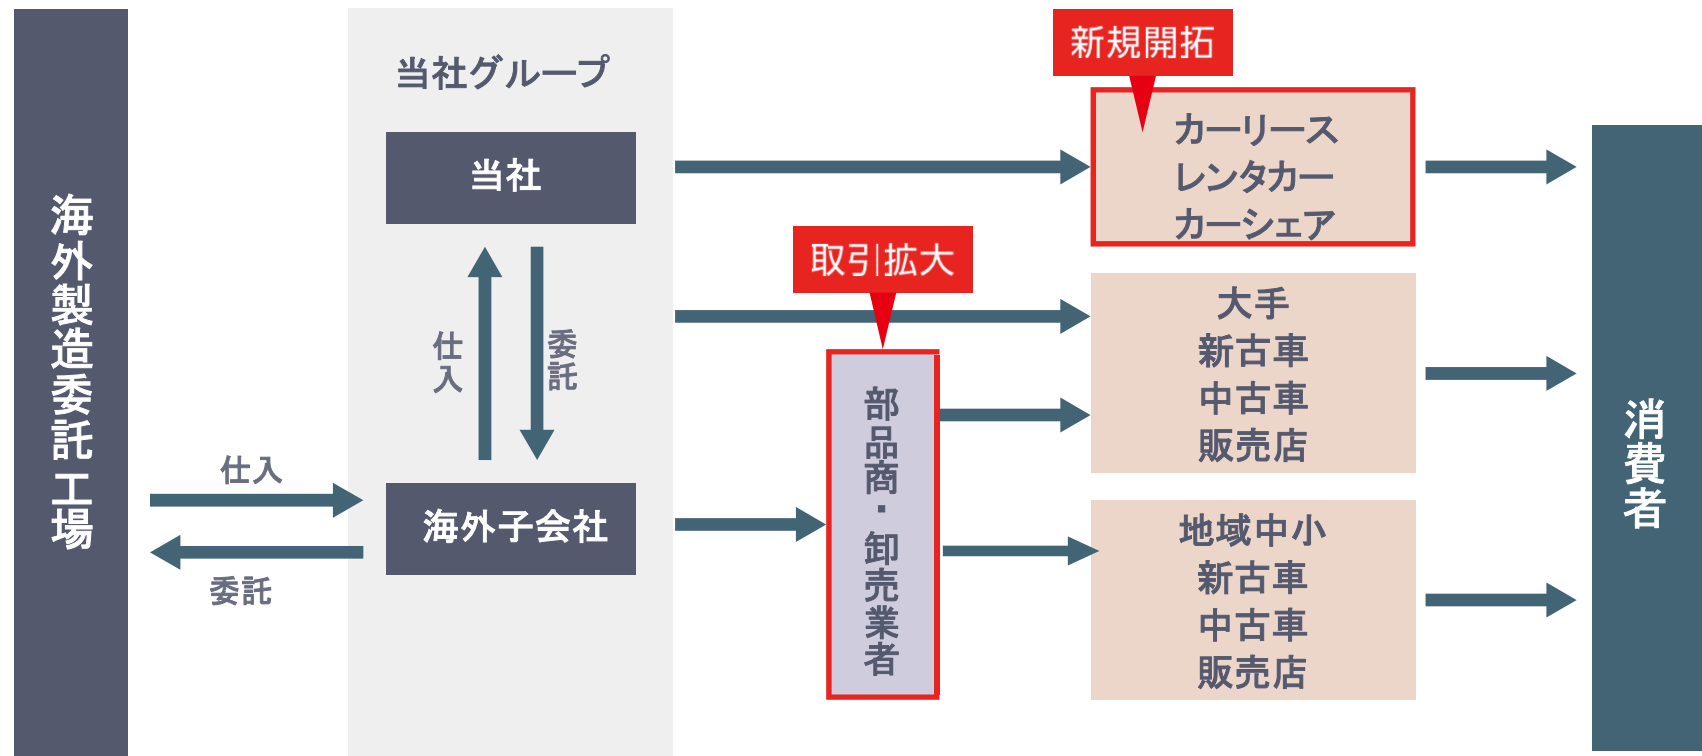 海外製造委託工場
仕入
委託
当社グループ
当社
仕入
委託
海外子会社
取引拡大
部品商・卸売業者
新規開拓
カーリース
レンタカー
カーシェア
大手
新古車
中古車
販売店
地域中小
新古車
中古車
販売店
消費者